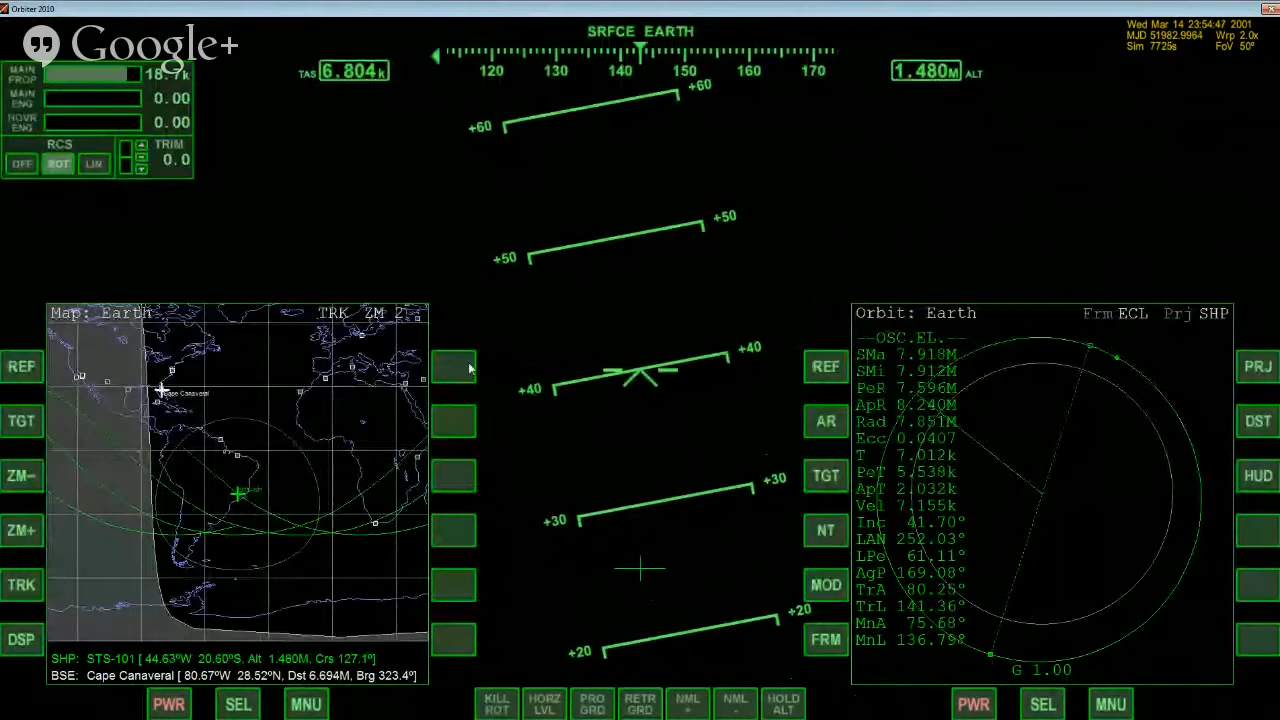 Orbiter 2010
Google+
SRFCE EARTH
Wed Mar 14 23:54:47 2001
MJD 51982.9964 Wrp 2.0x
Sim 7725s FoV 50°
MAIN PROP 18.7k
MAIN ENG 0.00
HOVR ENG 0.00
RCS TRIM
0.0
OFF ROT LIN
TAS 6.804k
120 130 140 150 160 170
1.480M ALT
+60 +60
+50 +50
+40 +40
+30 +30
+20 +20
Map: Earth TRK ZM 2
Cape Canaveral
STS-101
SHP: STS-101 [ 44.63°W 20.60°S, Alt 1.480M, Crs 127.1°]
BSE: Cape Canaveral [ 80.67°W 28.52°N, Dst 6.694M, Brg 323.4°]
REF
TGT
ZM-
ZM+
TRK
DSP
PWR SEL MNU
Orbit: Earth Frm ECL Prj SHP
--OSC.EL.--
SMa 7.918M
SMi 7.912M
PeR 7.596M
ApR 8.240M
Rad 7.851M
Ecc 0.0407
T 7.012k
PeT 5.538k
ApT 2.032k
Vel 7.155k
Inc 41.70°
LAN 252.03°
LPe 61.11°
AgP 169.08°
TrA 80.25°
TrL 141.36°
MnA 75.68°
MnL 136.79°
G 1.00
REF
AR
TGT
NT
MOD
FRM
PRJ
DST
HUD
KILL ROT
HORZ LVL
PRO GRD
RETR GRD
NML +
NML -
HOLD ALT
PWR SEL MNU